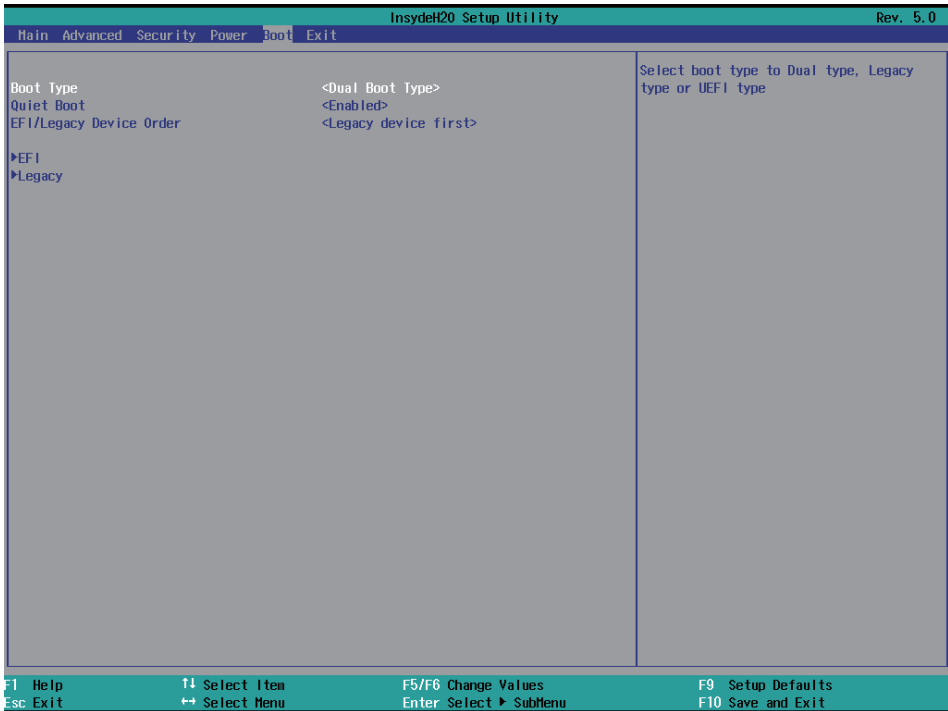 InsydeH20 Setup Utility Rev. 5.0
Main Advanced Security Power Boot Exit
Boot Type <Dual Boot Type>
Quiet Boot <Enabled>
EFI/Legacy Device Order <Legacy device first>
▶EFI
▶Legacy
Select boot type to Dual type, Legacy
type or UEFI type
F1 Help ↑↓ Select Item F5/F6 Change Values F9 Setup Defaults
Esc Exit ↔ Select Menu Enter Select ▶ SubMenu F10 Save and Exit